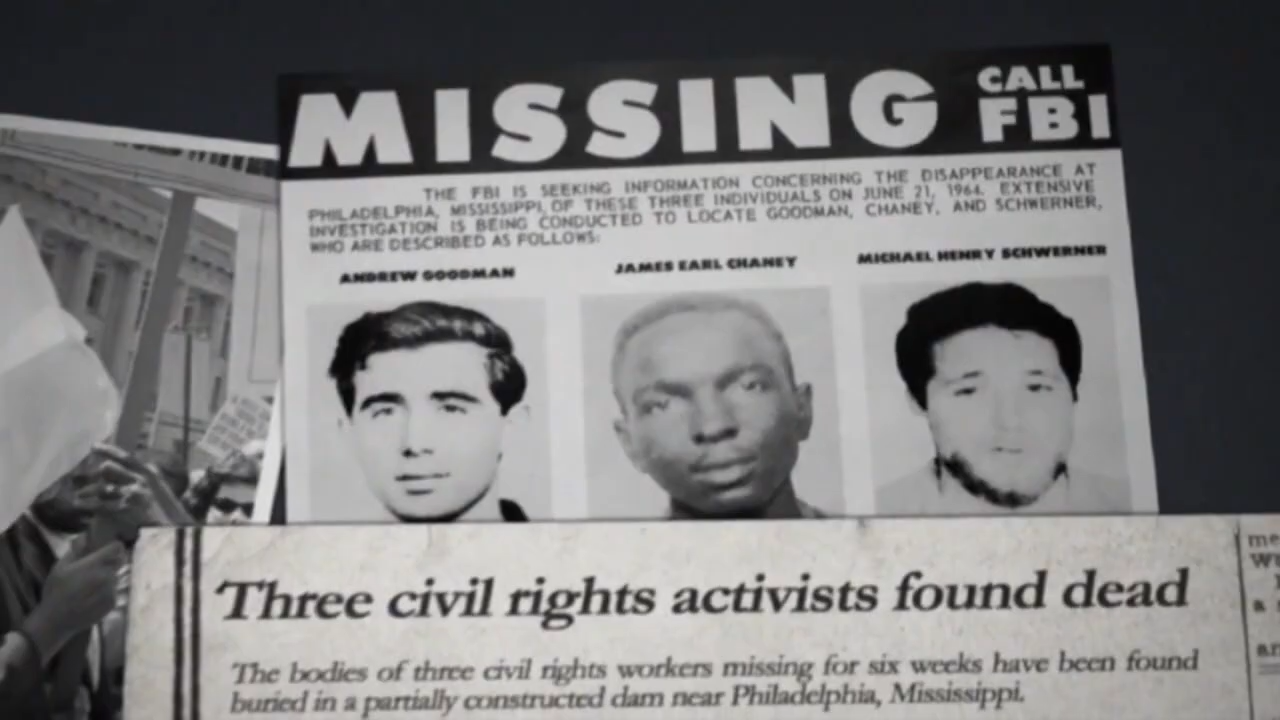 MISSING
CALL
FBI
THE FBI IS SEEKING INFORMATION CONCERNING THE DISAPPEARANCE AT
PHILADELPHIA, MISSISSIPPI, OF THESE THREE INDIVIDUALS ON JUNE 21, 1964. EXTENSIVE
INVESTIGATION IS BEING CONDUCTED TO LOCATE GOODMAN, CHANEY, AND SCHWERNER,
WHO ARE DESCRIBED AS FOLLOWS:
ANDREW GOODMAN
JAMES EARL CHANEY
MICHAEL HENRY SCHWERNER
Three civil rights activists found dead
The bodies of three civil rights workers missing for six weeks have been found
buried in a partially constructed dam near Philadelphia, Mississippi.